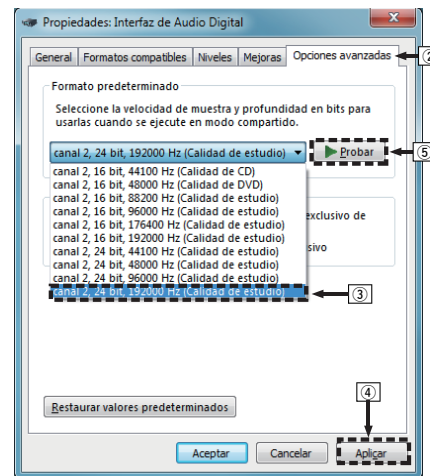 Propiedades: Interfaz de Audio Digital
General Formatos compatibles Niveles Mejoras Opciones avanzadas
②
Formato predeterminado
Seleccione la velocidad de muestra y profundidad en bits para
usarlas cuando se ejecute en modo compartido.
canal 2, 24 bit, 192000 Hz (Calidad de estudio) Probar
⑤
canal 2, 16 bit, 44100 Hz (Calidad de CD)
canal 2, 16 bit, 48000 Hz (Calidad de DVD)
canal 2, 16 bit, 88200 Hz (Calidad de estudio)
canal 2, 16 bit, 96000 Hz (Calidad de estudio)
canal 2, 16 bit, 176400 Hz (Calidad de estudio)
canal 2, 16 bit, 192000 Hz (Calidad de estudio)
canal 2, 24 bit, 44100 Hz (Calidad de estudio)
canal 2, 24 bit, 48000 Hz (Calidad de estudio)
canal 2, 24 bit, 96000 Hz (Calidad de estudio)
canal 2, 24 bit, 192000 Hz (Calidad de estudio)
③
exclusivo de
sivo
④
Restaurar valores predeterminados
Aceptar Cancelar Aplicar